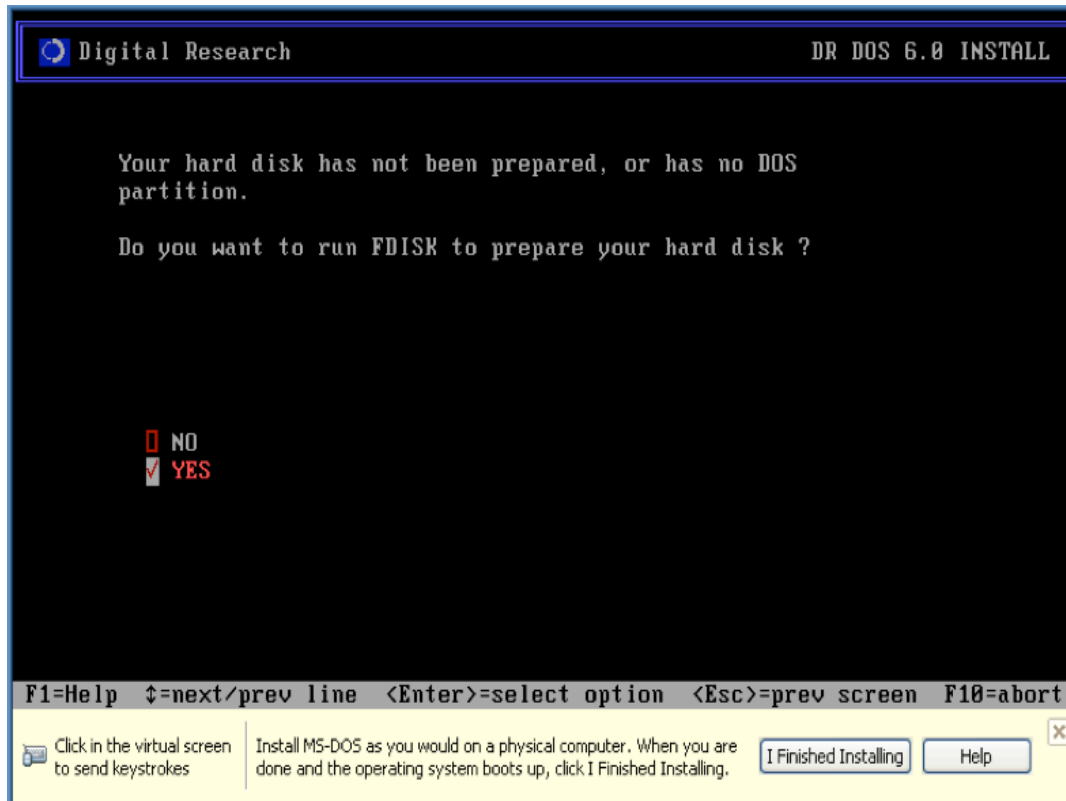 Digital Research DR DOS 6.0 INSTALL
Your hard disk has not been prepared, or has no DOS
partition.
Do you want to run FDISK to prepare your hard disk ?
NO
YES
F1=Help ↕=next/prev line <Enter>=select option <Esc>=prev screen F10=abort
Click in the virtual screen
to send keystrokes
Install MS-DOS as you would on a physical computer. When you are
done and the operating system boots up, click I Finished Installing.
I Finished Installing
Help